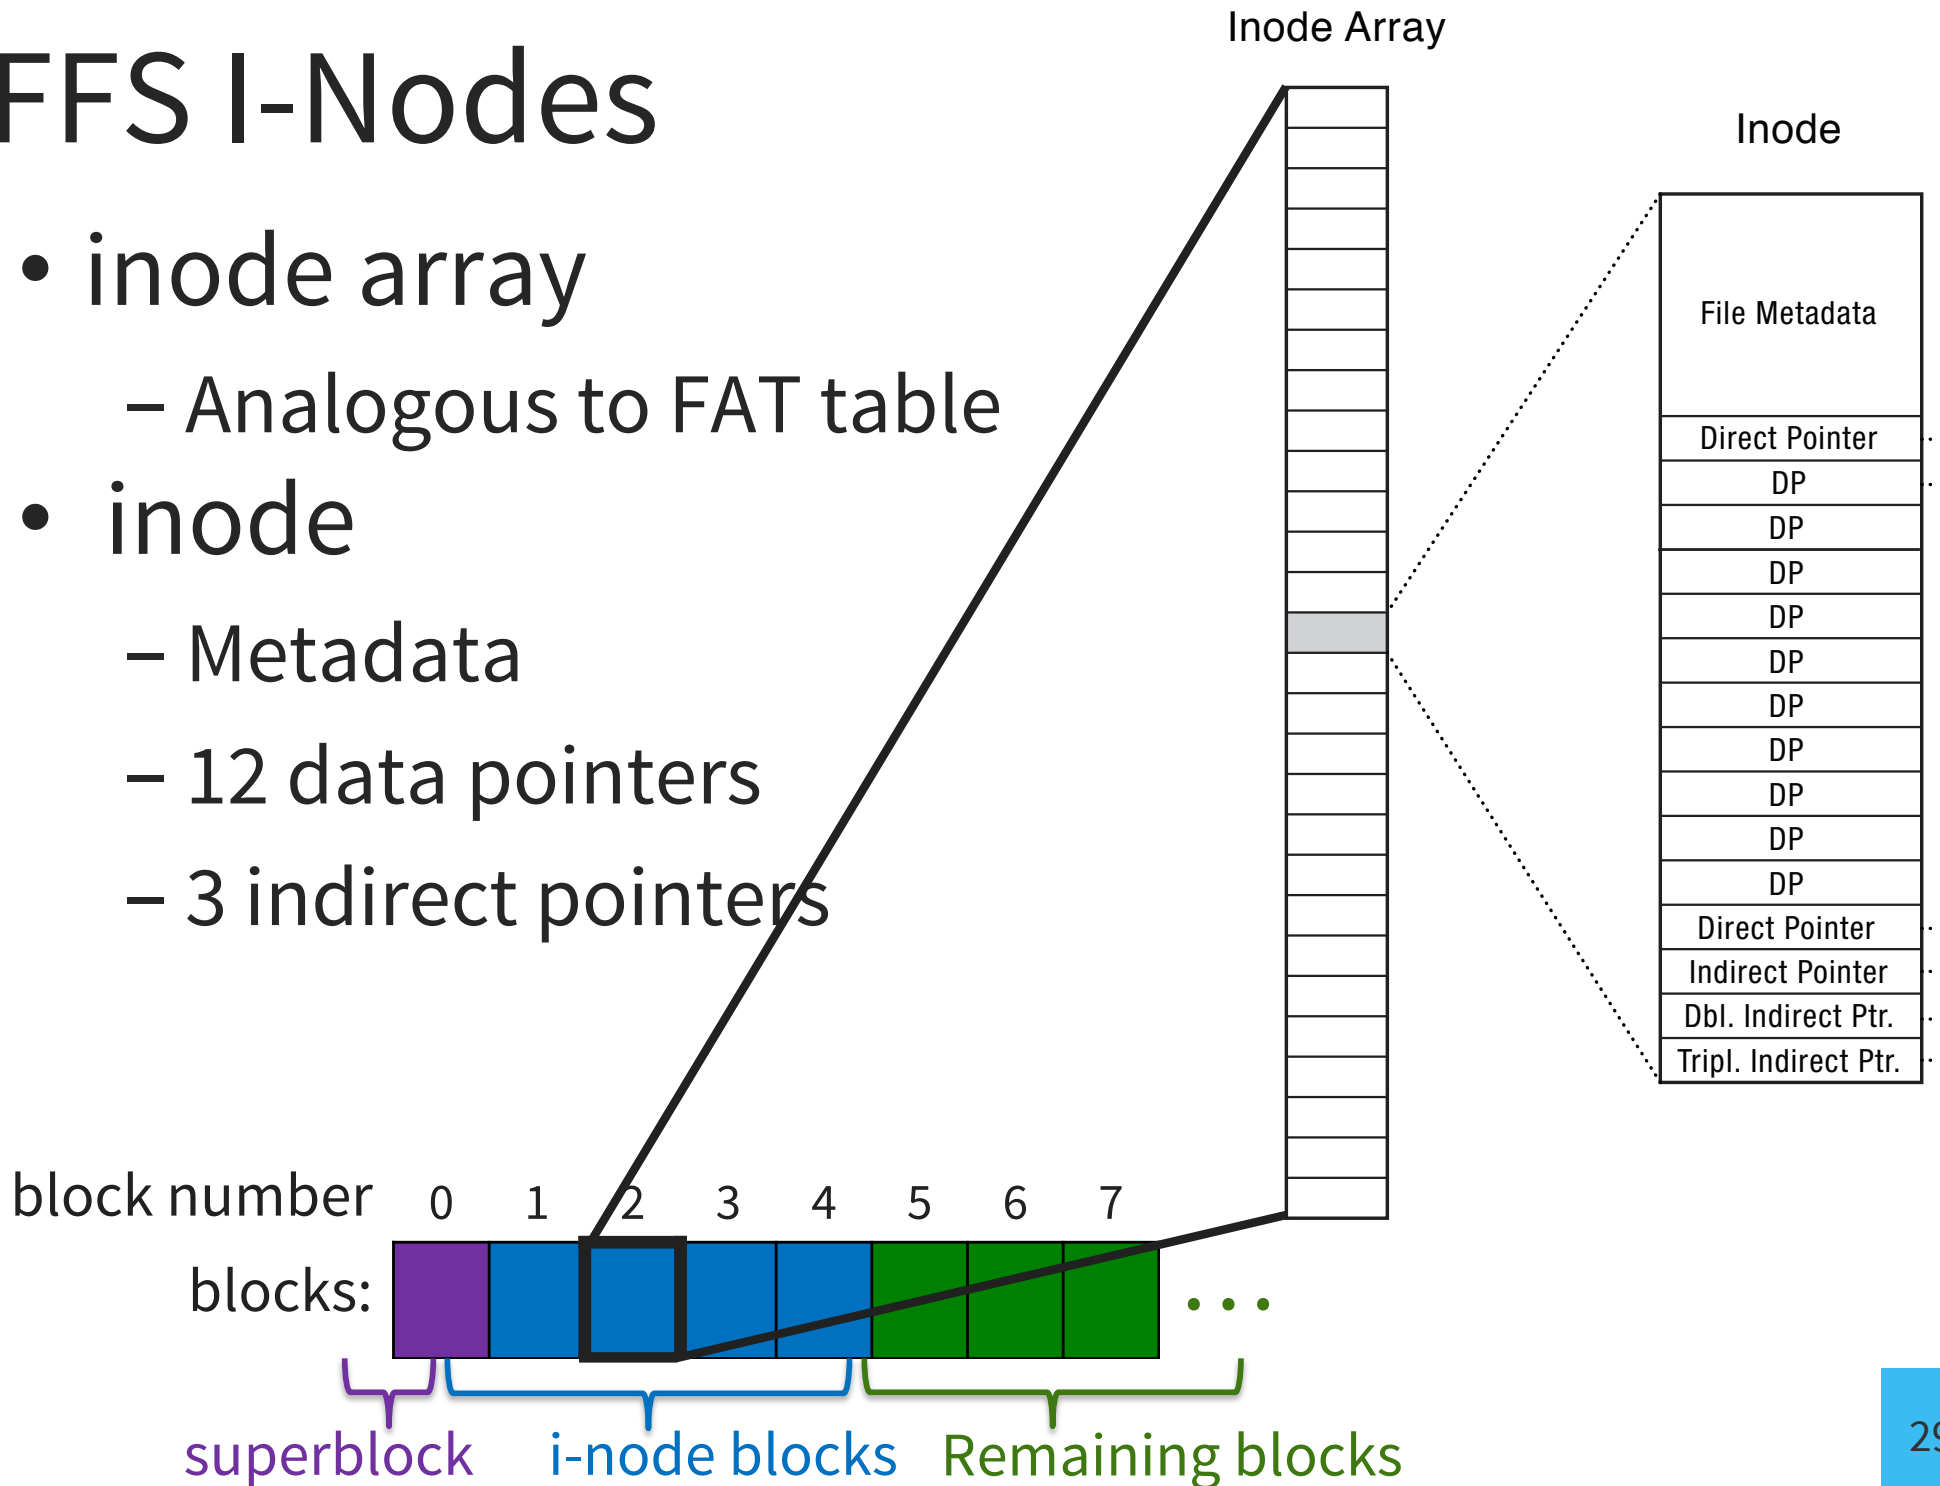 FFS I-Nodes
• inode array
– Analogous to FAT table
• inode
– Metadata
– 12 data pointers
– 3 indirect pointers
Inode Array
Inode
File Metadata
Direct Pointer
DP
DP
DP
DP
DP
DP
DP
DP
DP
DP
Direct Pointer
Indirect Pointer
Dbl. Indirect Ptr.
Tripl. Indirect Ptr.
block number 0 1 2 3 4 5 6 7
blocks: ...
superblock i-node blocks Remaining blocks
29